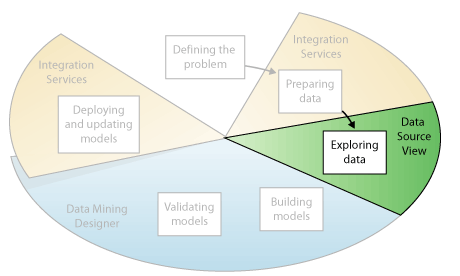 Defining the
problem
Integration
Services
Preparing
data
Data
Source
View
Exploring
data
Building
models
Validating
models
Data Mining
Designer
Integration
Services
Deploying
and updating
models